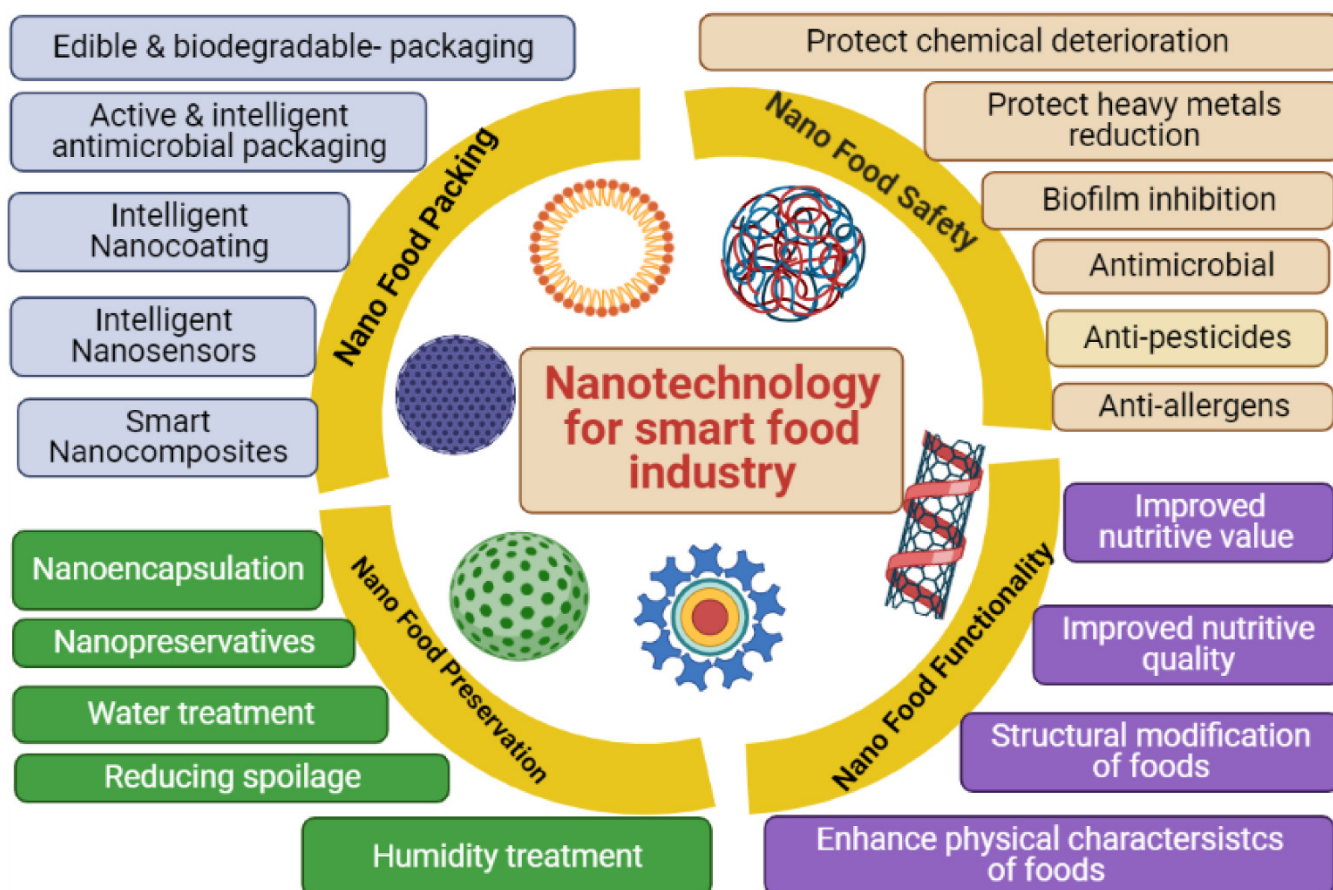 Edible & biodegradable- packaging
Active & intelligent
antimicrobial packaging
Intelligent
Nanocoating
Intelligent
Nanosensors
Smart
Nanocomposites
Nano Food Packing
Protect chemical deterioration
Protect heavy metals
reduction
Biofilm inhibition
Antimicrobial
Anti-pesticides
Anti-allergens
Nano Food Safety
Nanotechnology
for smart food
industry
Nanoencapsulation
Nanopreservatives
Water treatment
Reducing spoilage
Humidity treatment
Nano Food Preservation
Improved
nutritive value
Improved nutritive
quality
Structural modification
of foods
Enhance physical charactersistcs
of foods
Nano Food Functionality